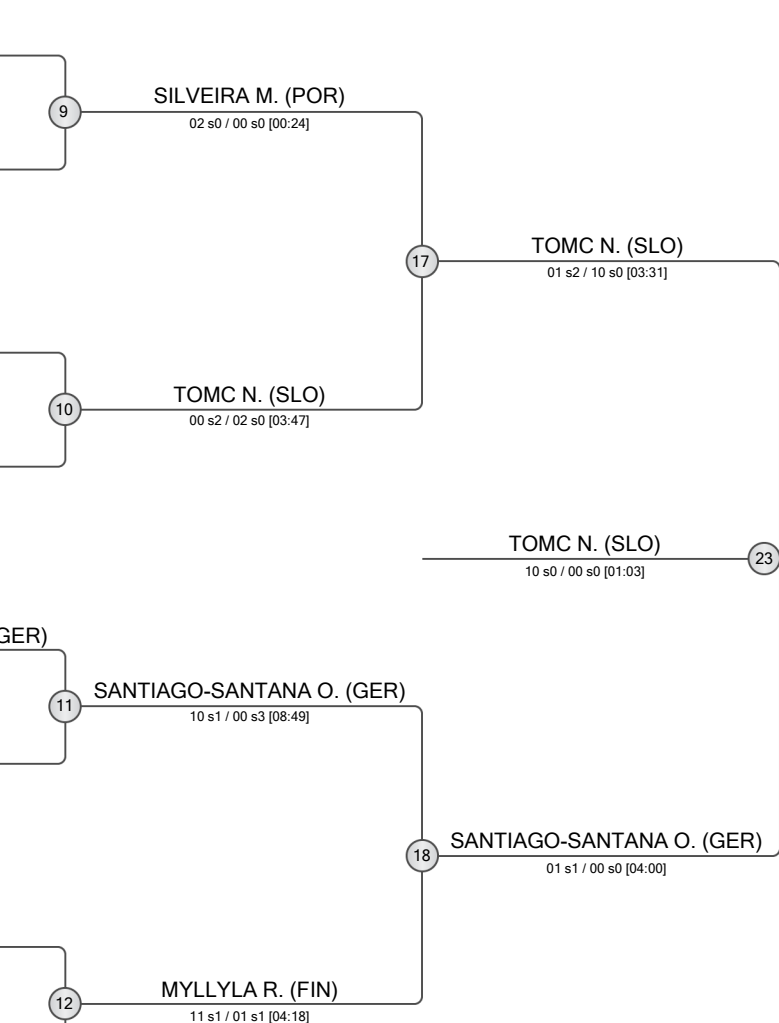 9
SILVEIRA M. (POR)
02 s0 / 00 s0 [00:24]
17
TOMC N. (SLO)
01 s2 / 10 s0 [03:31]
10
TOMC N. (SLO)
00 s2 / 02 s0 [03:47]
TOMC N. (SLO)
10 s0 / 00 s0 [01:03]
23
GER)
11
SANTIAGO-SANTANA O. (GER)
10 s1 / 00 s3 [08:49]
18
SANTIAGO-SANTANA O. (GER)
01 s1 / 00 s0 [04:00]
12
MYLLYLA R. (FIN)
11 s1 / 01 s1 [04:18]